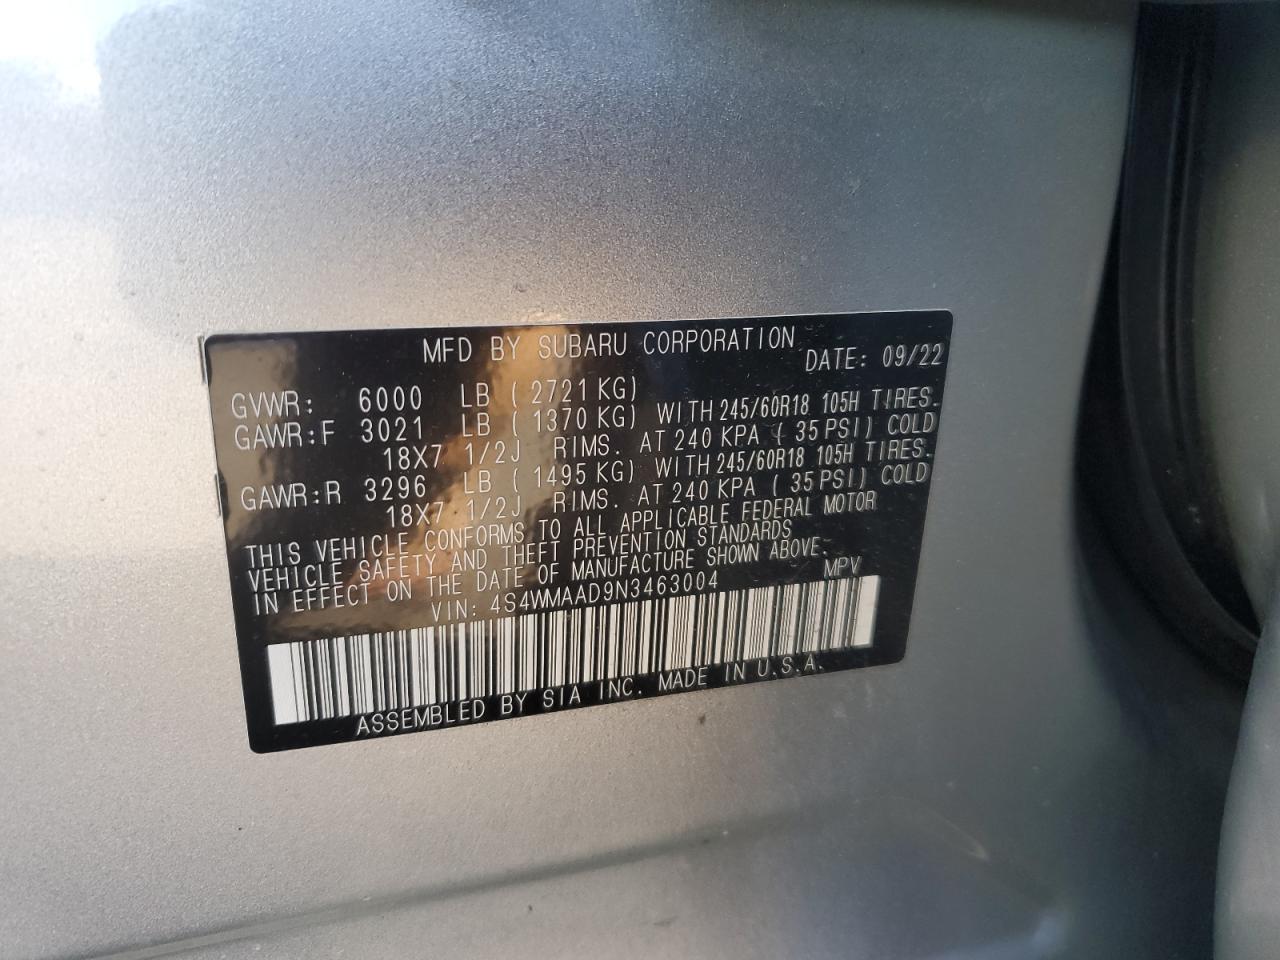 MFD BY SUBARU CORPORATION
DATE: 09/22
GVWR: 6000 LB ( 2721 KG)
GAWR:F 3021 LB ( 1370 KG) WITH 245/60R18 105H TIRES.
18X7 1/2J RIMS. AT 240 KPA ( 35 PSI) COLD
GAWR:R 3296 LB ( 1495 KG) WITH 245/60R18 105H TIRES.
18X7 1/2J RIMS. AT 240 KPA ( 35 PSI) COLD
THIS VEHICLE CONFORMS TO ALL APPLICABLE FEDERAL MOTOR
VEHICLE SAFETY AND THEFT PREVENTION STANDARDS
IN EFFECT ON THE DATE OF MANUFACTURE SHOWN ABOVE.
VIN: 4S4WMAAD9N3463004 MPV
ASSEMBLED BY SIA INC. MADE IN U.S.A.